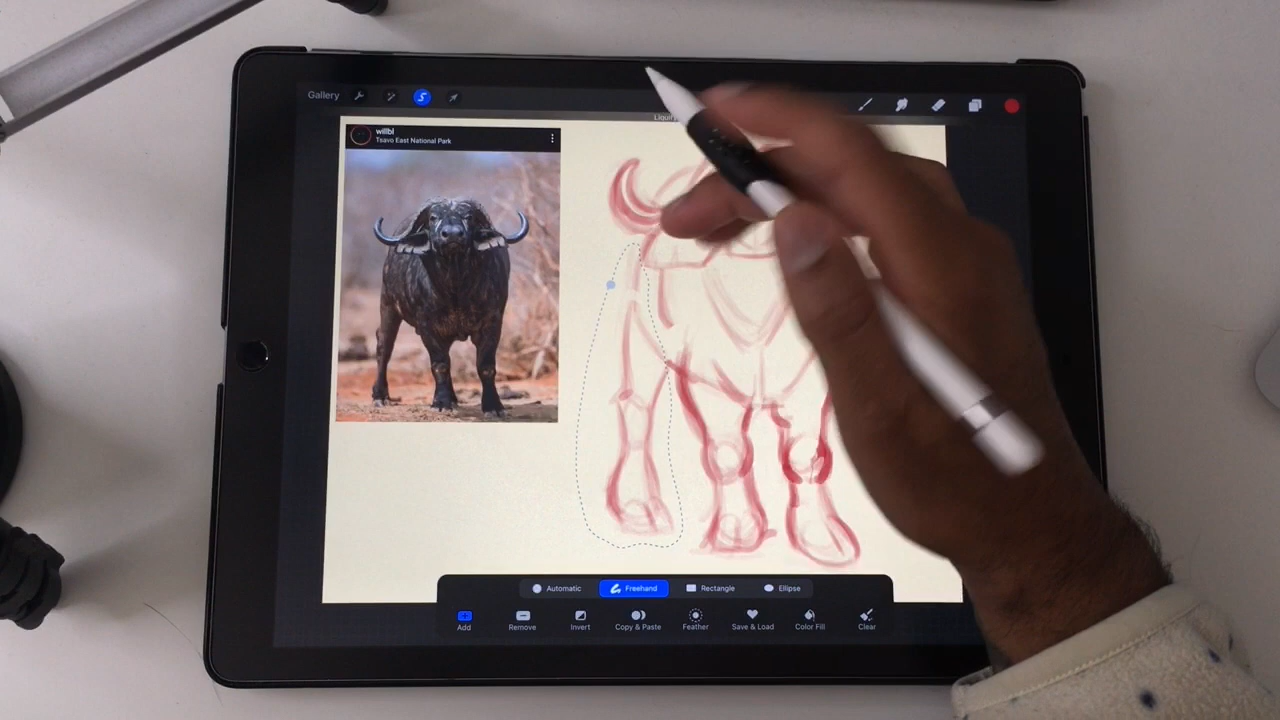 Gallery
Liquify
willbl
Tsavo East National Park
Automatic Freehand Rectangle Ellipse
Add Remove Invert Copy & Paste Feather Save & Load Color Fill Clear